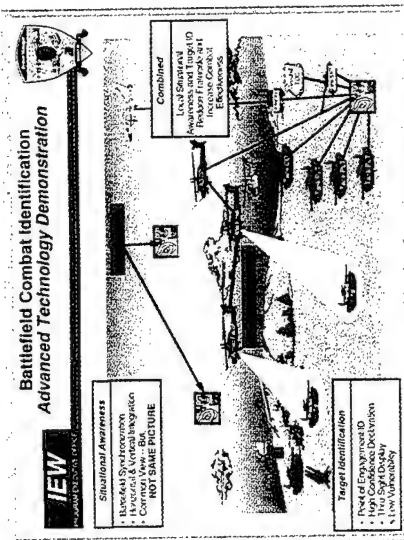 Battlefield Combat Identification
Advanced Technology Demonstration
IEW
Situational Awareness
• Battlefield Synchronization
• Horizontal & Vertical Integration
• Common View -- But,
NOT SAME PICTURE
Combined
Local Situational
Awareness and Target ID
Reduce Fratricide and
Increase Combat
Effectiveness
Target Identification
• Point of Engagement ID
• High Confidence Declaration
• Thru Sight Display
• Low Vulnerability